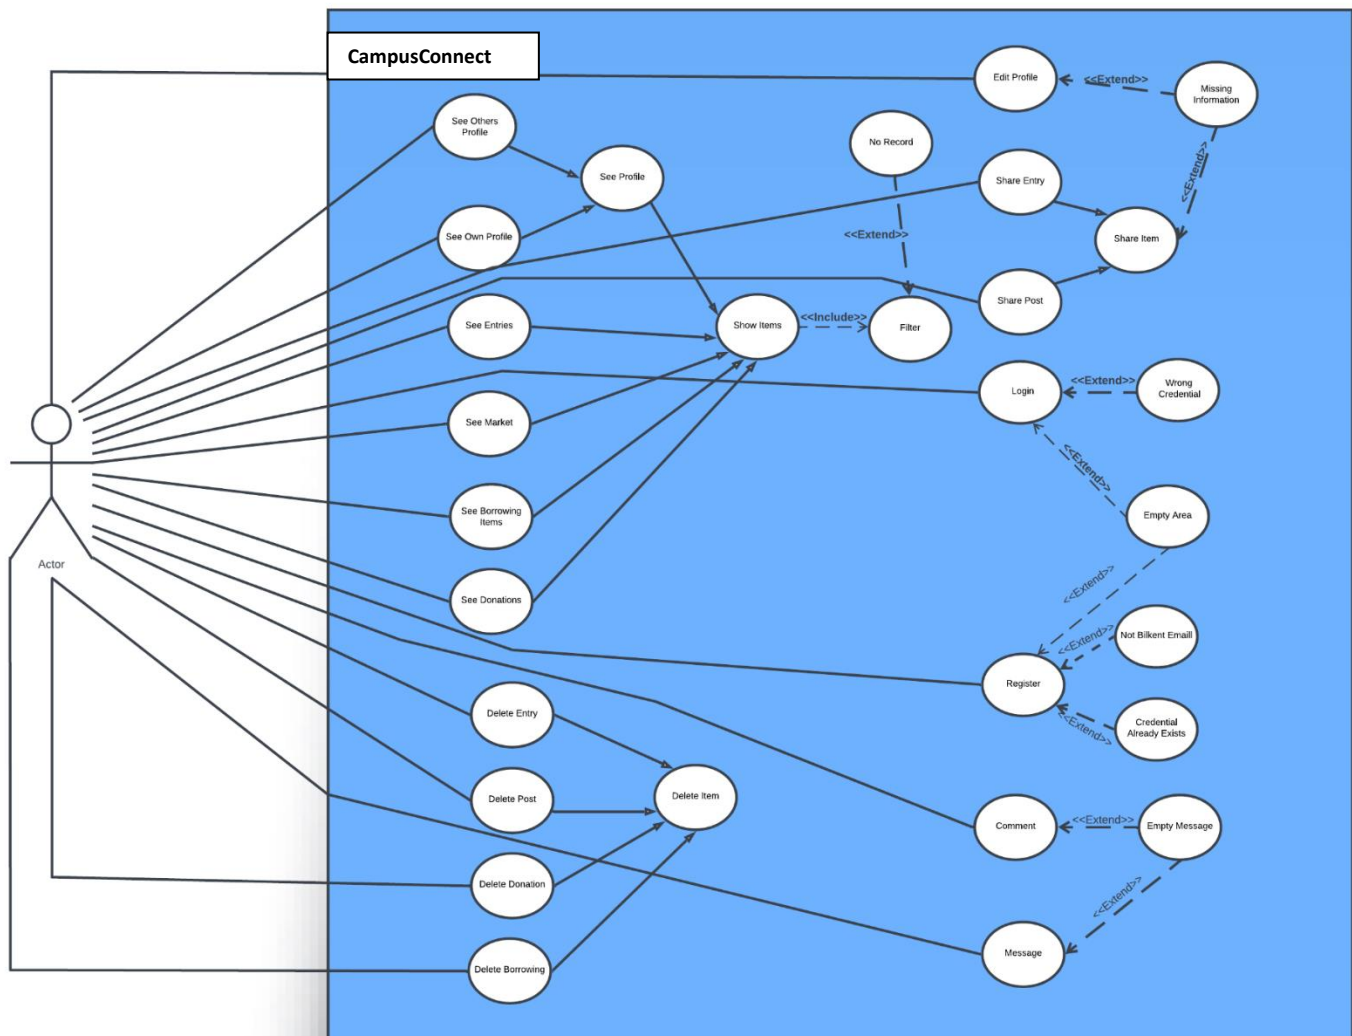 CampusConnect
Edit Profile
<<Extend>>
Missing
Information
See Others
Profile
No Record
<<Extend>>
See Profile
Share Entry
See Own Profile
<<Extend>>
Share Item
Share Post
See Entries
Show Items
<<Include>>
Filter
Login
<<Extend>>
Wrong
Credential
See Market
<<Extend>>
See Borrowing
Items
Empty Area
Actor
See Donations
<<Extend>>
<<Extend>>
Not Bilkent Emaill
Register
Delete Entry
<<Extend>>
Credential
Already Exists
Delete Post
Delete Item
Comment
<<Extend>>
Empty Message
Delete Donation
<<Extend>>
Message
Delete Borrowing